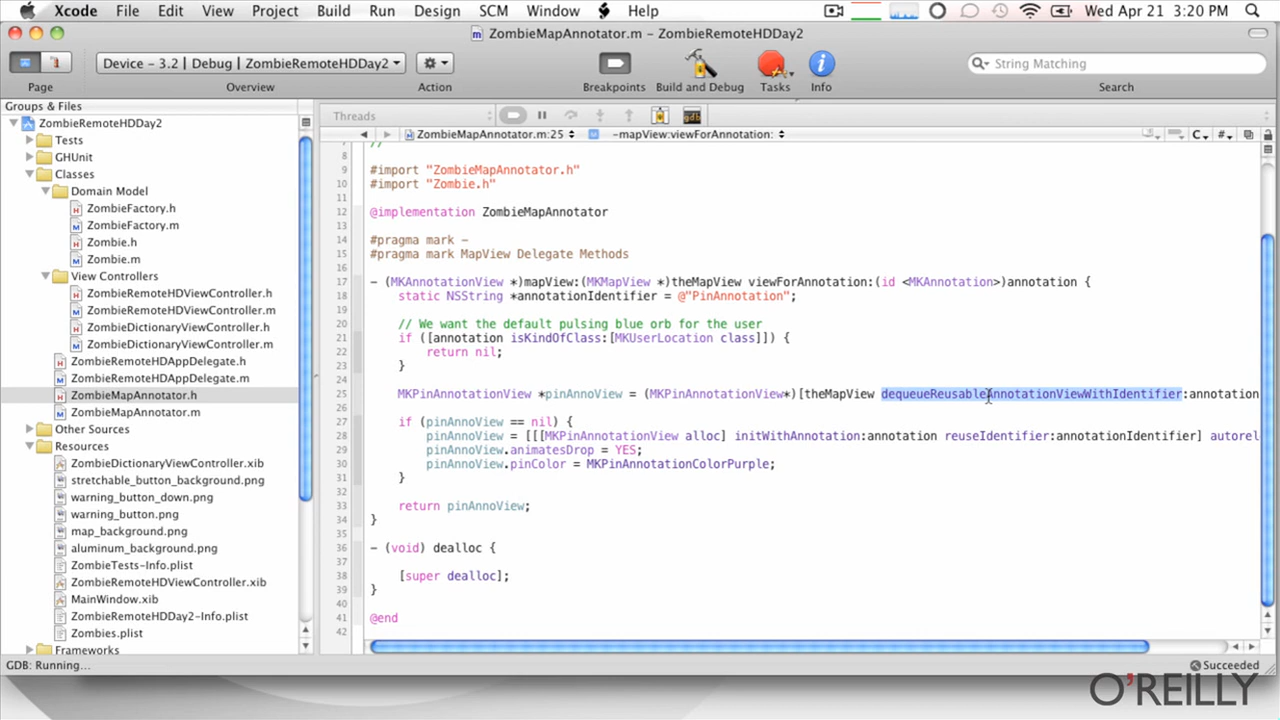 Xcode File Edit View Project Build Run Design SCM Window Help Wed Apr 21 3:20 PM
ZombieMapAnnotator.m – ZombieRemoteHDDay2
Device – 3.2 | Debug | ZombieRemoteHDDay2
String Matching
Page Overview Action Breakpoints Build and Debug Tasks Info Search
Groups & Files
Threads
ZombieRemoteHDDay2
Tests
GHUnit
Classes
Domain Model
ZombieFactory.h
ZombieFactory.m
Zombie.h
Zombie.m
View Controllers
ZombieRemoteHDViewController.h
ZombieRemoteHDViewController.m
ZombieDictionaryViewController.h
ZombieDictionaryViewController.m
ZombieRemoteHDAppDelegate.h
ZombieRemoteHDAppDelegate.m
ZombieMapAnnotator.h
ZombieMapAnnotator.m
Other Sources
Resources
ZombieDictionaryViewController.xib
stretchable_button_background.png
warning_button_down.png
warning_button.png
map_background.png
aluminum_background.png
ZombieTests-Info.plist
ZombieRemoteHDViewController.xib
MainWindow.xib
ZombieRemoteHDDay2-Info.plist
Zombies.plist
Frameworks
ZombieMapAnnotator.m:25 -mapView:viewForAnnotation: C #
7 //
8
9 #import "ZombieMapAnnotator.h"
10 #import "Zombie.h"
11
12 @implementation ZombieMapAnnotator
13
14 #pragma mark -
15 #pragma mark MapView Delegate Methods
16
17 - (MKAnnotationView *)mapView:(MKMapView *)theMapView viewForAnnotation:(id <MKAnnotation>)annotation {
18 static NSString *annotationIdentifier = @"PinAnnotation";
19
20 // We want the default pulsing blue orb for the user
21 if ([annotation isKindOfClass:[MKUserLocation class]]) {
22 return nil;
23 }
24
25 MKPinAnnotationView *pinAnnoView = (MKPinAnnotationView*)[theMapView dequeueReusableAnnotationViewWithIdentifier:annotation
26
27 if (pinAnnoView == nil) {
28 pinAnnoView = [[[MKPinAnnotationView alloc] initWithAnnotation:annotation reuseIdentifier:annotationIdentifier] autorel
29 pinAnnoView.animatesDrop = YES;
30 pinAnnoView.pinColor = MKPinAnnotationColorPurple;
31 }
32
33 return pinAnnoView;
34 }
35
36 - (void) dealloc {
37
38 [super dealloc];
39 }
40
41 @end
42
GDB: Running...
Succeeded
O'REILLY